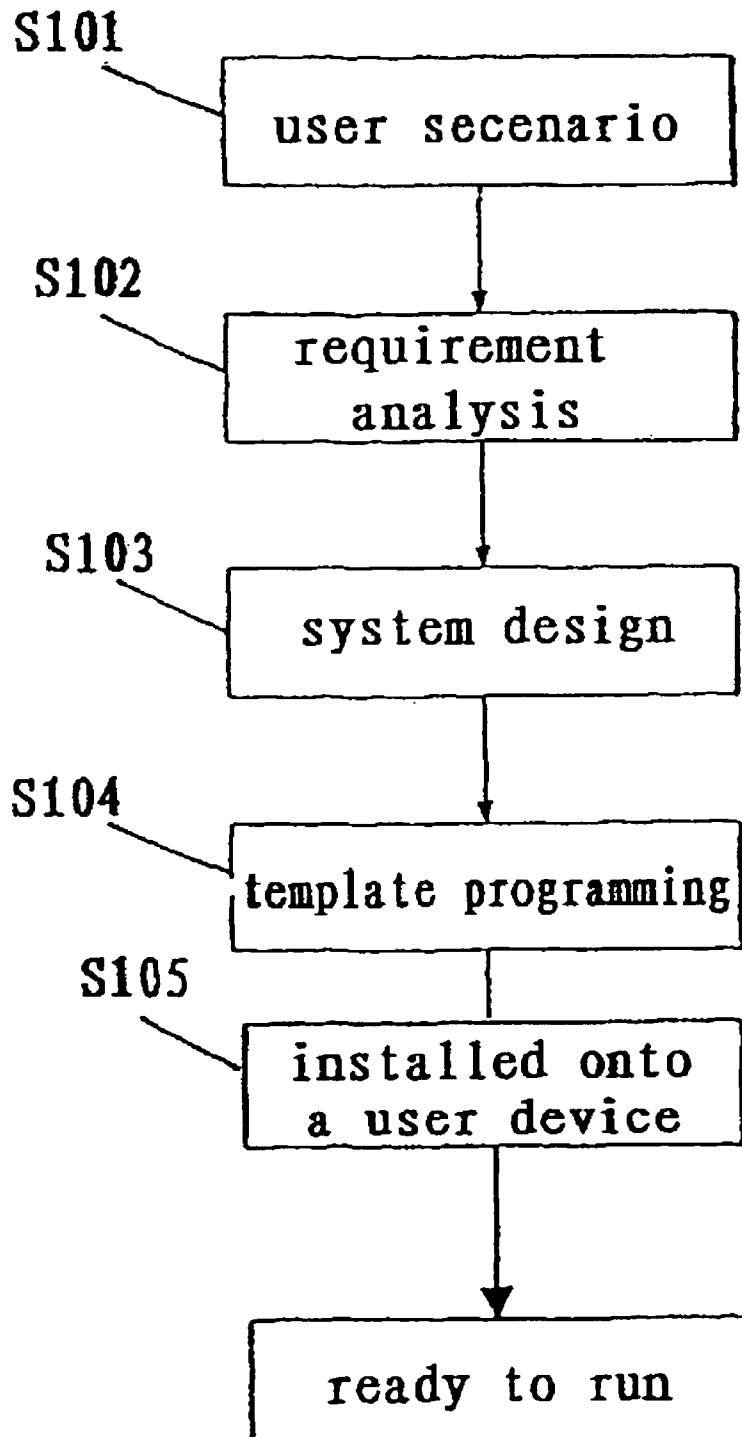 S101
user secenario
S102
requirement
analysis
S103
system design
S104
template programming
S105
installed onto
a user device
ready to run